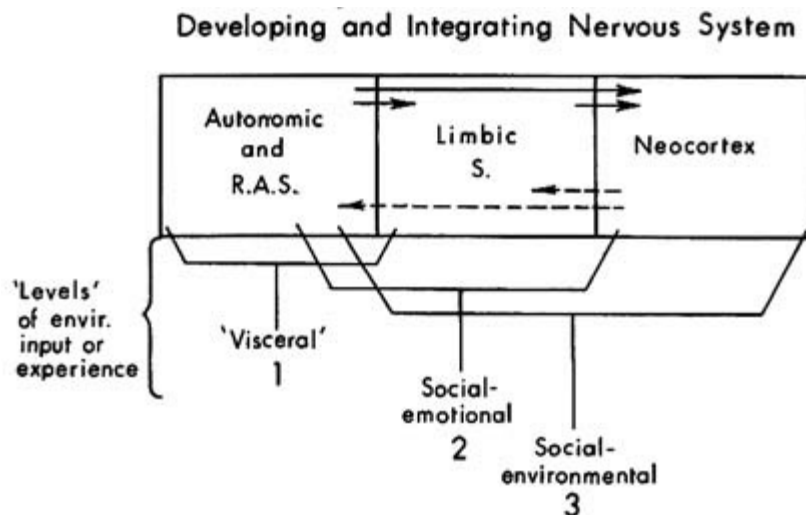 Developing and Integrating Nervous System
Autonomic
and
R.A.S.
Limbic
S.
Neocortex
'Levels'
of envir.
input or
experience
'Visceral'
1
Social-
emotional
2
Social-
environmental
3